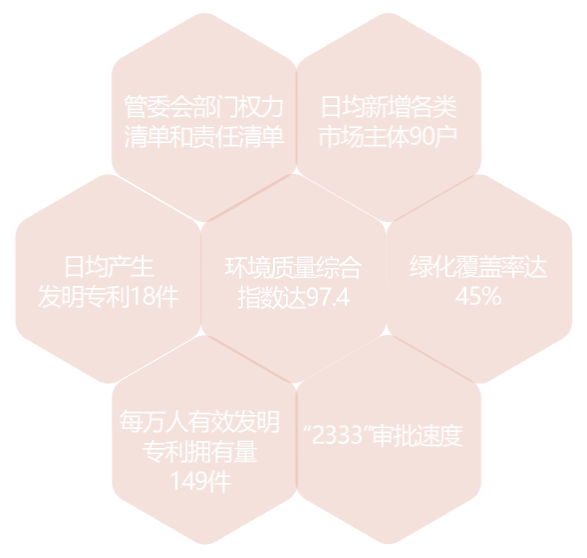 管委会部门权力
清单和责任清单
日均新增各类
市场主体90户
日均产生
发明专利18件
环境质量综合
指数达97.4
绿化覆盖率达
45%
每万人有效发明
专利拥有量
149件
“2333”审批速度